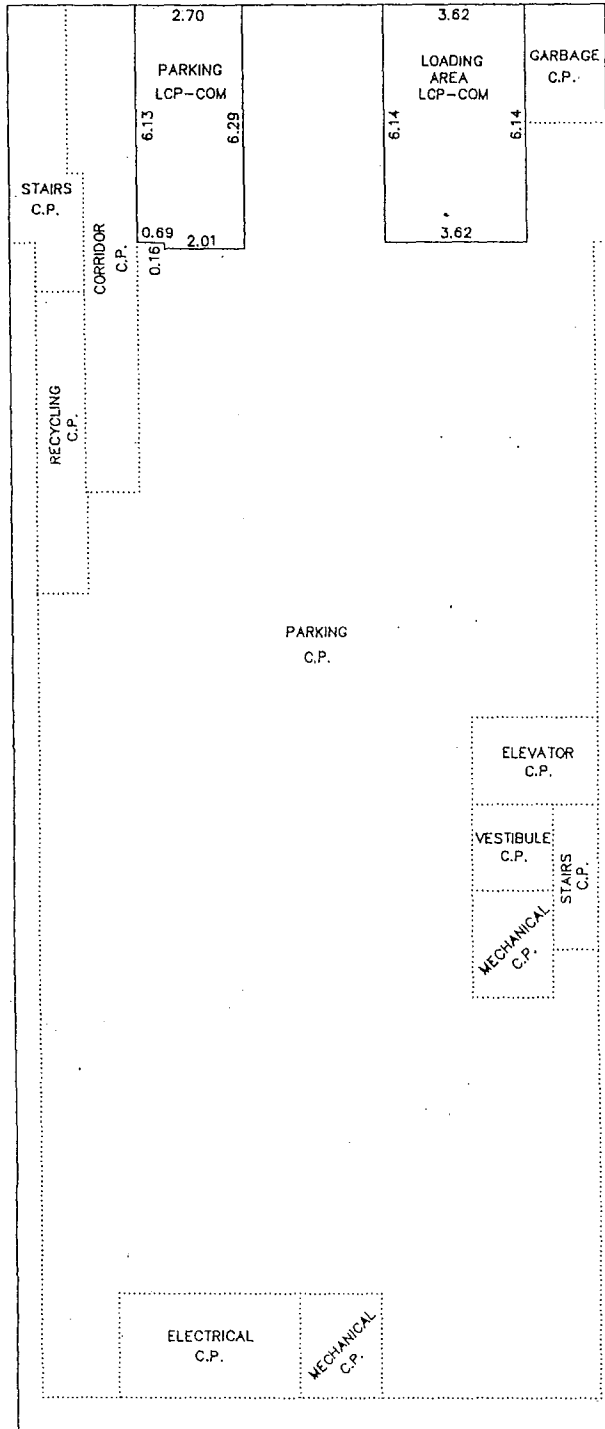 2.70
3.62
PARKING
LCP-COM
LOADING
AREA
LCP-COM
GARBAGE
C.P.
6.13
6.29
6.14
6.14
STAIRS
C.P.
CORRIDOR
C.P.
0.69
2.01
0.16
3.62
RECYCLING
C.P.
PARKING
C.P.
ELEVATOR
C.P.
VESTIBULE
C.P.
STAIRS
C.P.
MECHANICAL
C.P.
ELECTRICAL
C.P.
MECHANICAL
C.P.